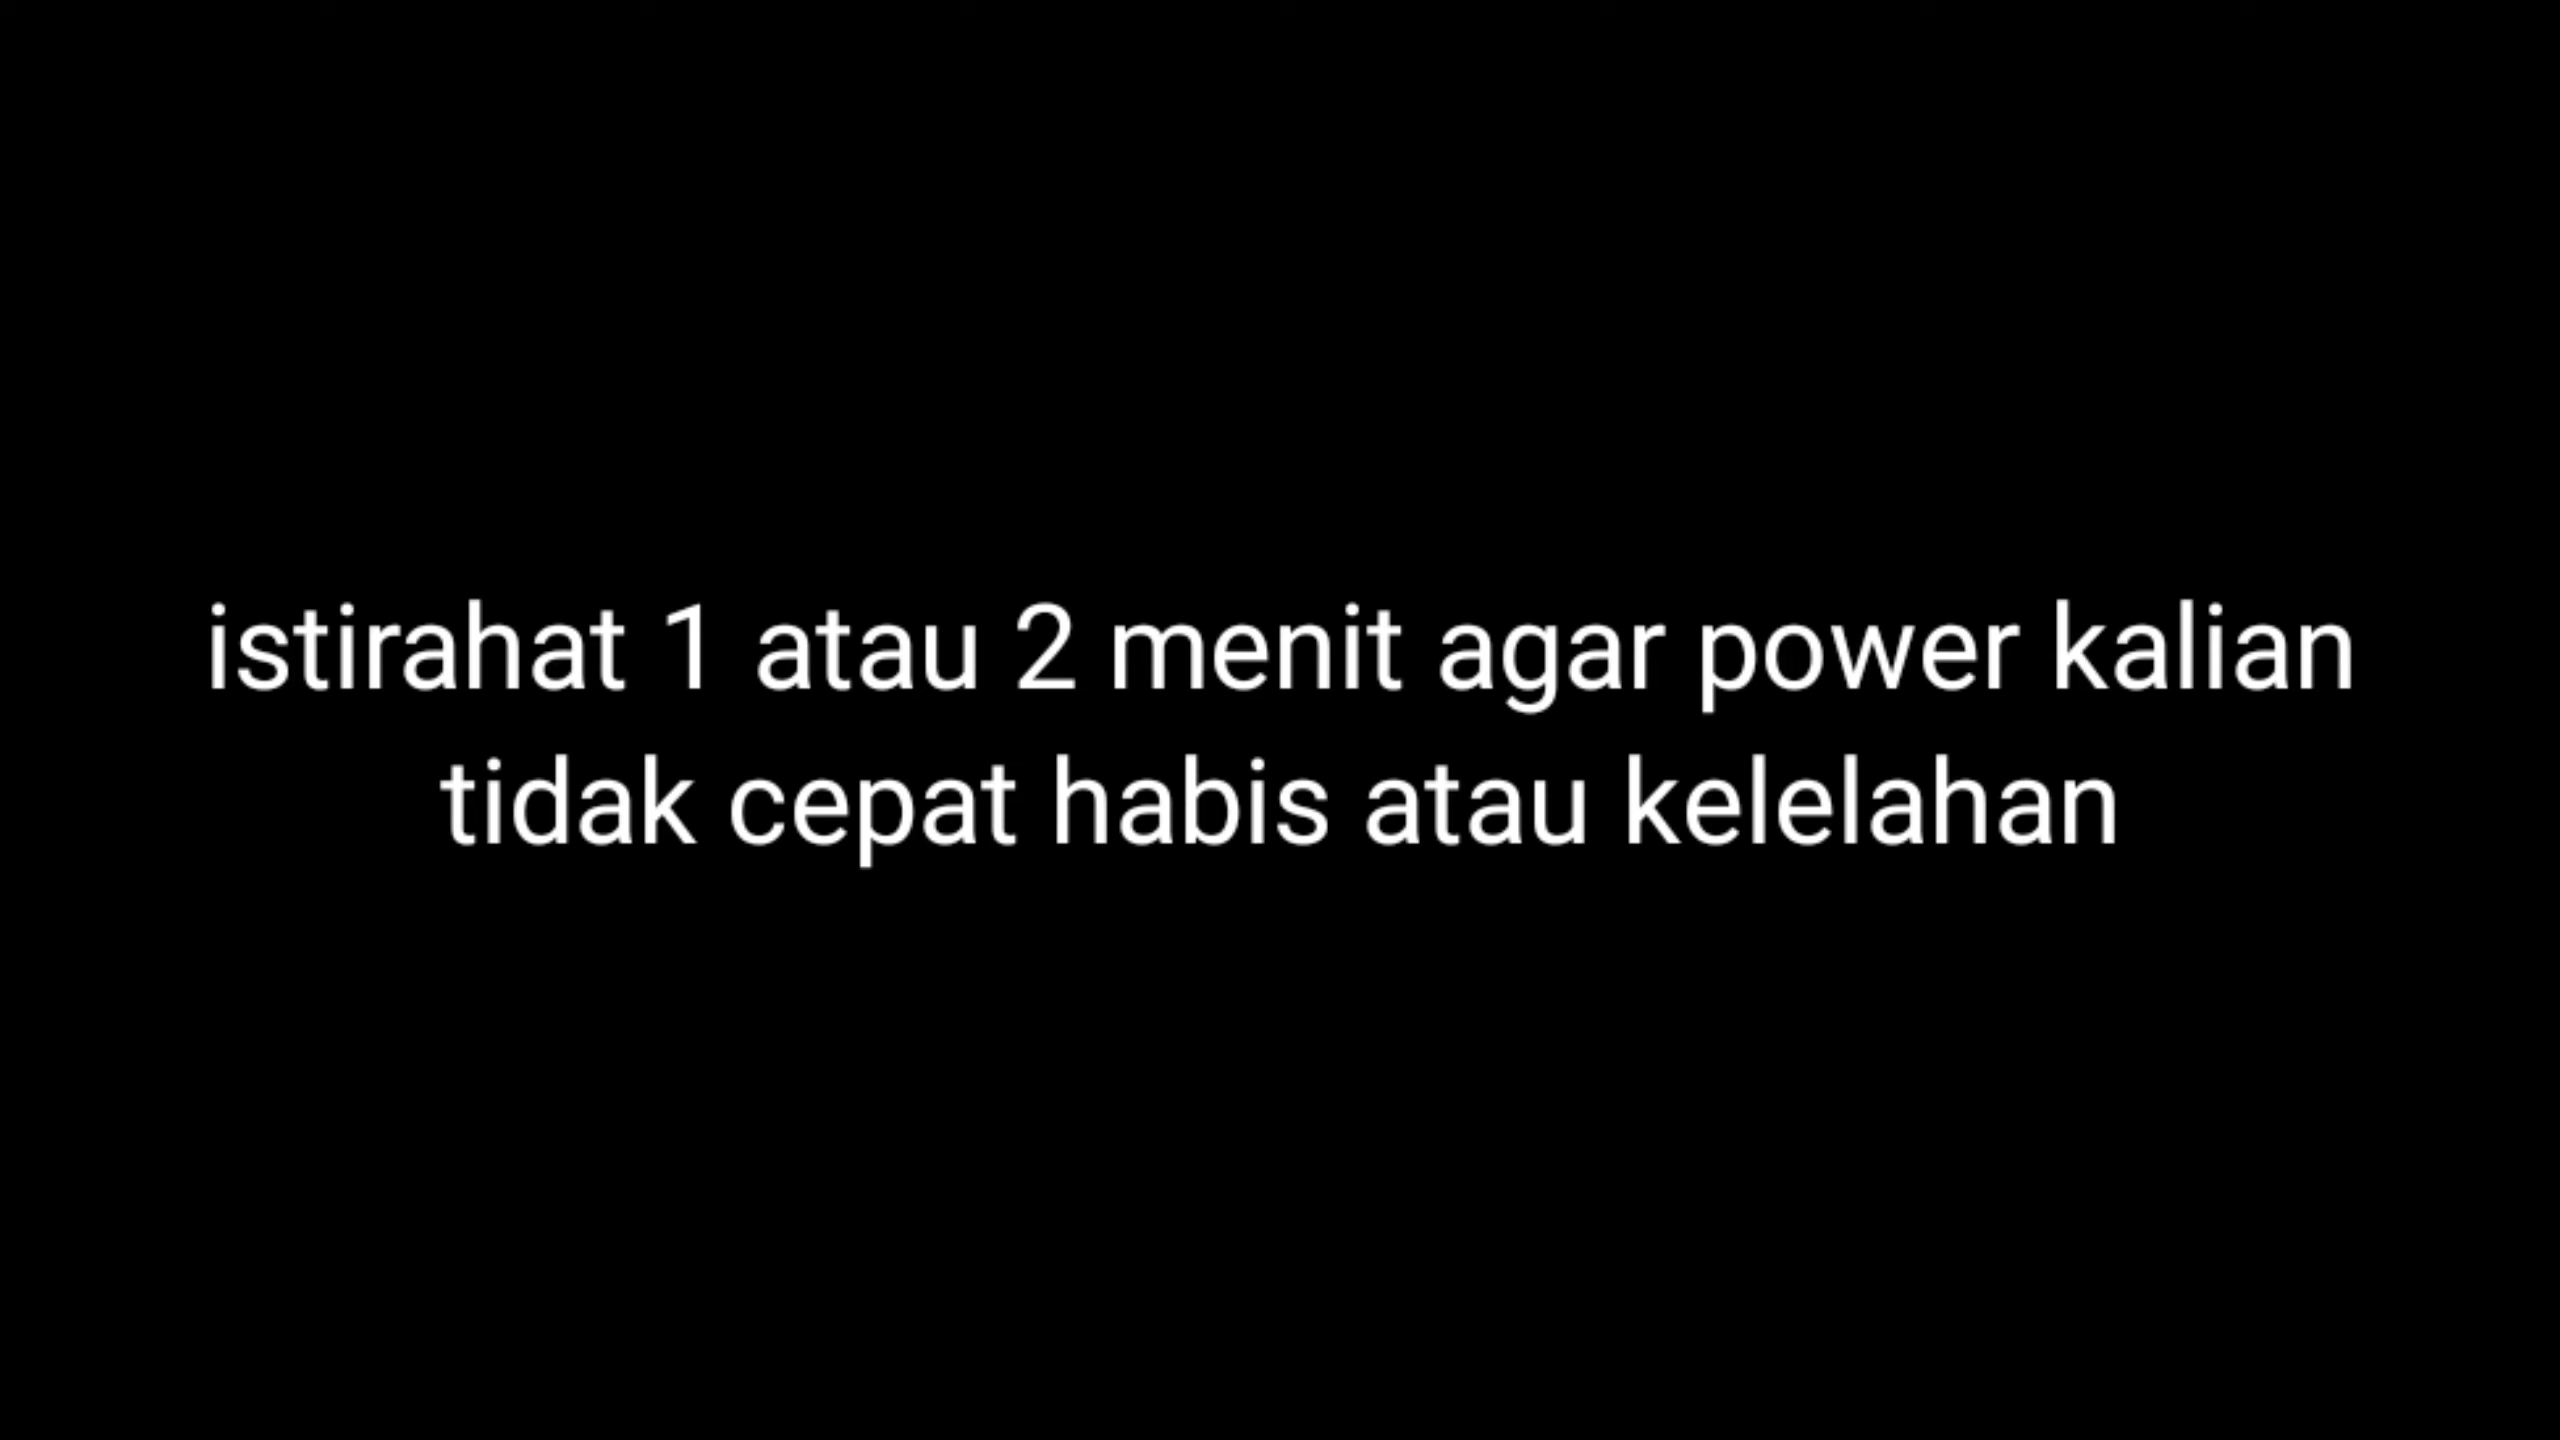 istirahat 1 atau 2 menit agar power kalian
tidak cepat habis atau kelelahan